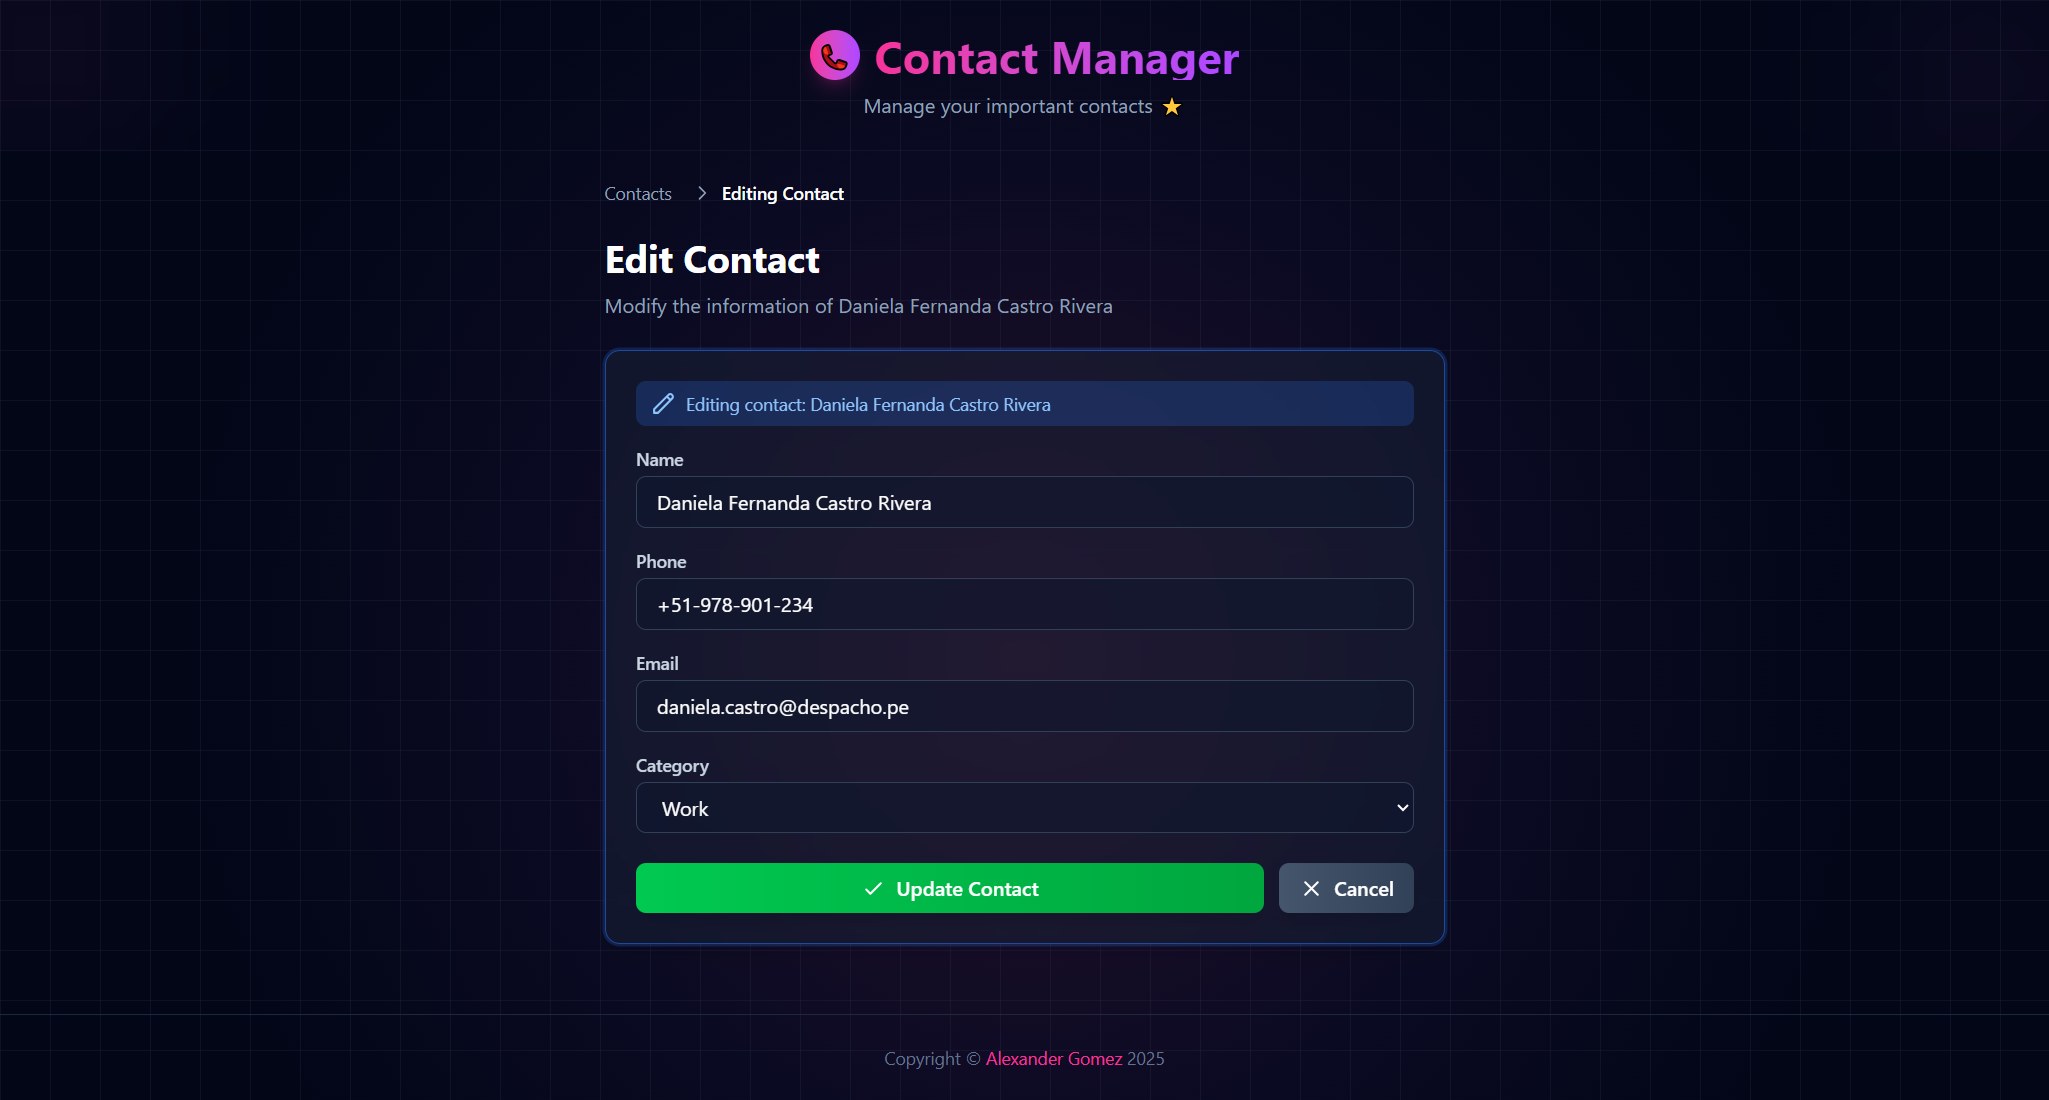 Contact Manager
Manage your important contacts
Contacts
Editing Contact
Edit Contact
Modify the information of Daniela Fernanda Castro Rivera
Editing contact: Daniela Fernanda Castro Rivera
Name
Daniela Fernanda Castro Rivera
Phone
+51-978-901-234
Email
daniela.castro@despacho.pe
Category
Work
Update Contact
Cancel
Copyright © Alexander Gomez 2025